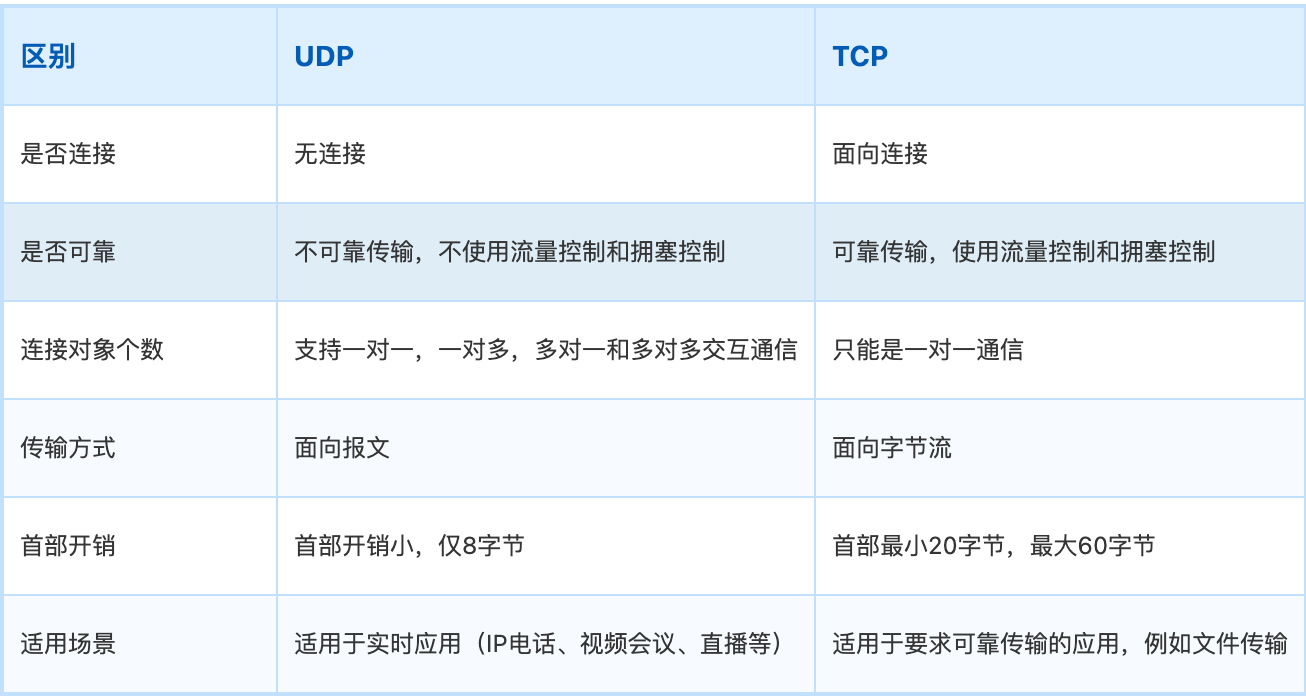 区别 UDP TCP
是否连接 无连接 面向连接
是否可靠 不可靠传输，不使用流量控制和拥塞控制 可靠传输，使用流量控制和拥塞控制
连接对象个数 支持一对一，一对多，多对一和多对多交互通信 只能是一对一通信
传输方式 面向报文 面向字节流
首部开销 首部开销小，仅8字节 首部最小20字节，最大60字节
适用场景 适用于实时应用（IP电话、视频会议、直播等） 适用于要求可靠传输的应用，例如文件传输